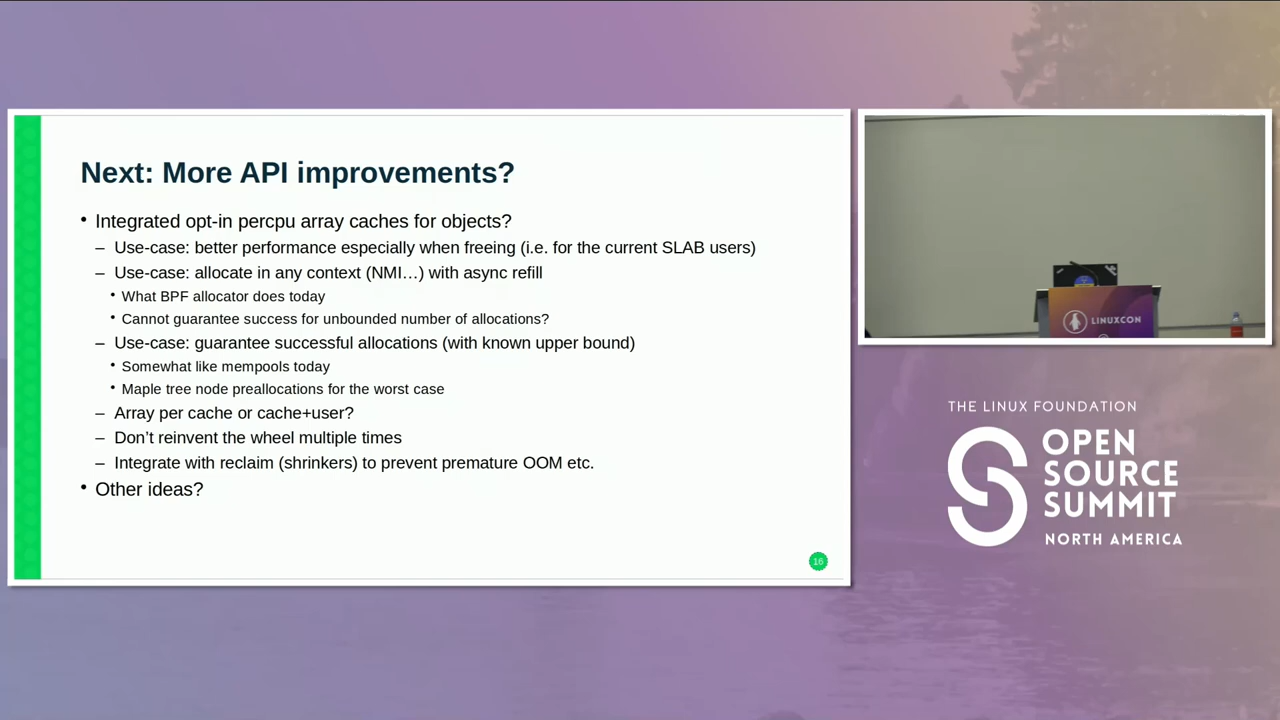 Next: More API improvements?
• Integrated opt-in percpu array caches for objects?
– Use-case: better performance especially when freeing (i.e. for the current SLAB users)
– Use-case: allocate in any context (NMI…) with async refill
• What BPF allocator does today
• Cannot guarantee success for unbounded number of allocations?
– Use-case: guarantee successful allocations (with known upper bound)
• Somewhat like mempools today
• Maple tree node preallocations for the worst case
– Array per cache or cache+user?
– Don't reinvent the wheel multiple times
– Integrate with reclaim (shrinkers) to prevent premature OOM etc.
• Other ideas?
16
LINUXCON
THE LINUX FOUNDATION
OPEN
SOURCE
SUMMIT
NORTH AMERICA